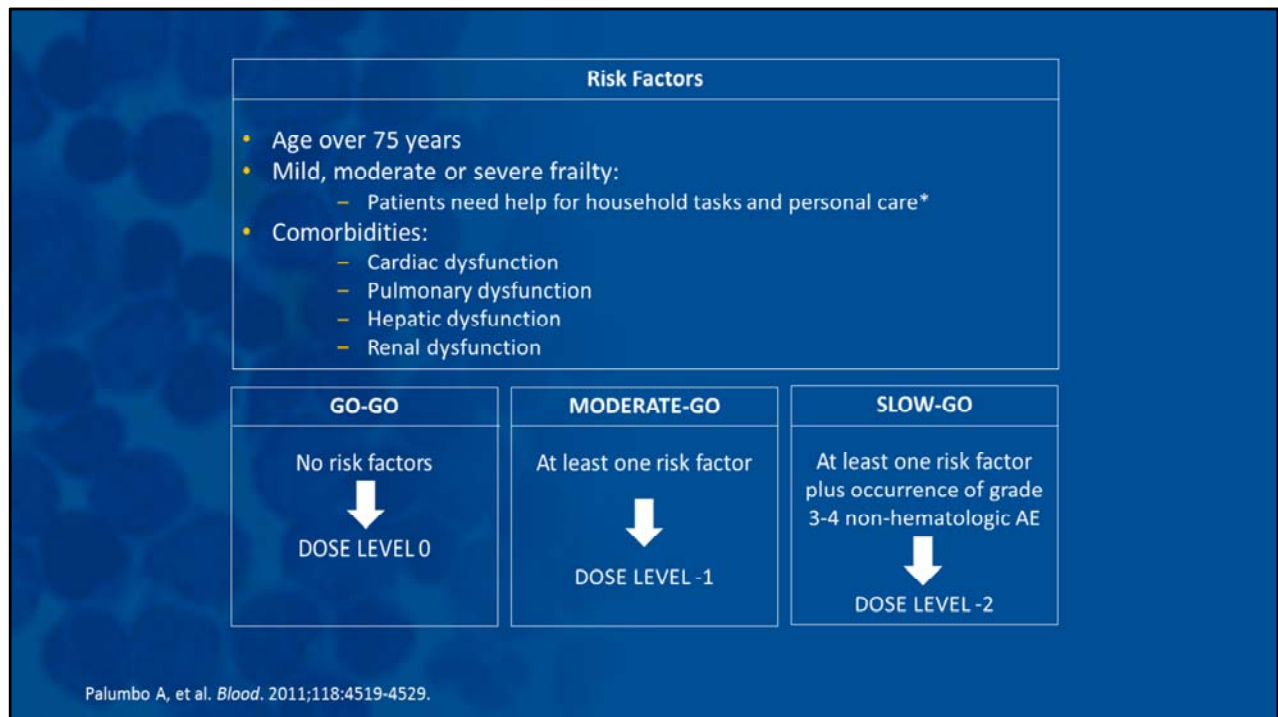 Risk Factors
• Age over 75 years
• Mild, moderate or severe frailty:
– Patients need help for household tasks and personal care*
• Comorbidities:
– Cardiac dysfunction
– Pulmonary dysfunction
– Hepatic dysfunction
– Renal dysfunction
GO-GO
No risk factors
DOSE LEVEL 0
MODERATE-GO
At least one risk factor
DOSE LEVEL -1
SLOW-GO
At least one risk factor
plus occurrence of grade
3-4 non-hematologic AE
DOSE LEVEL -2
Palumbo A, et al. Blood. 2011;118:4519-4529.